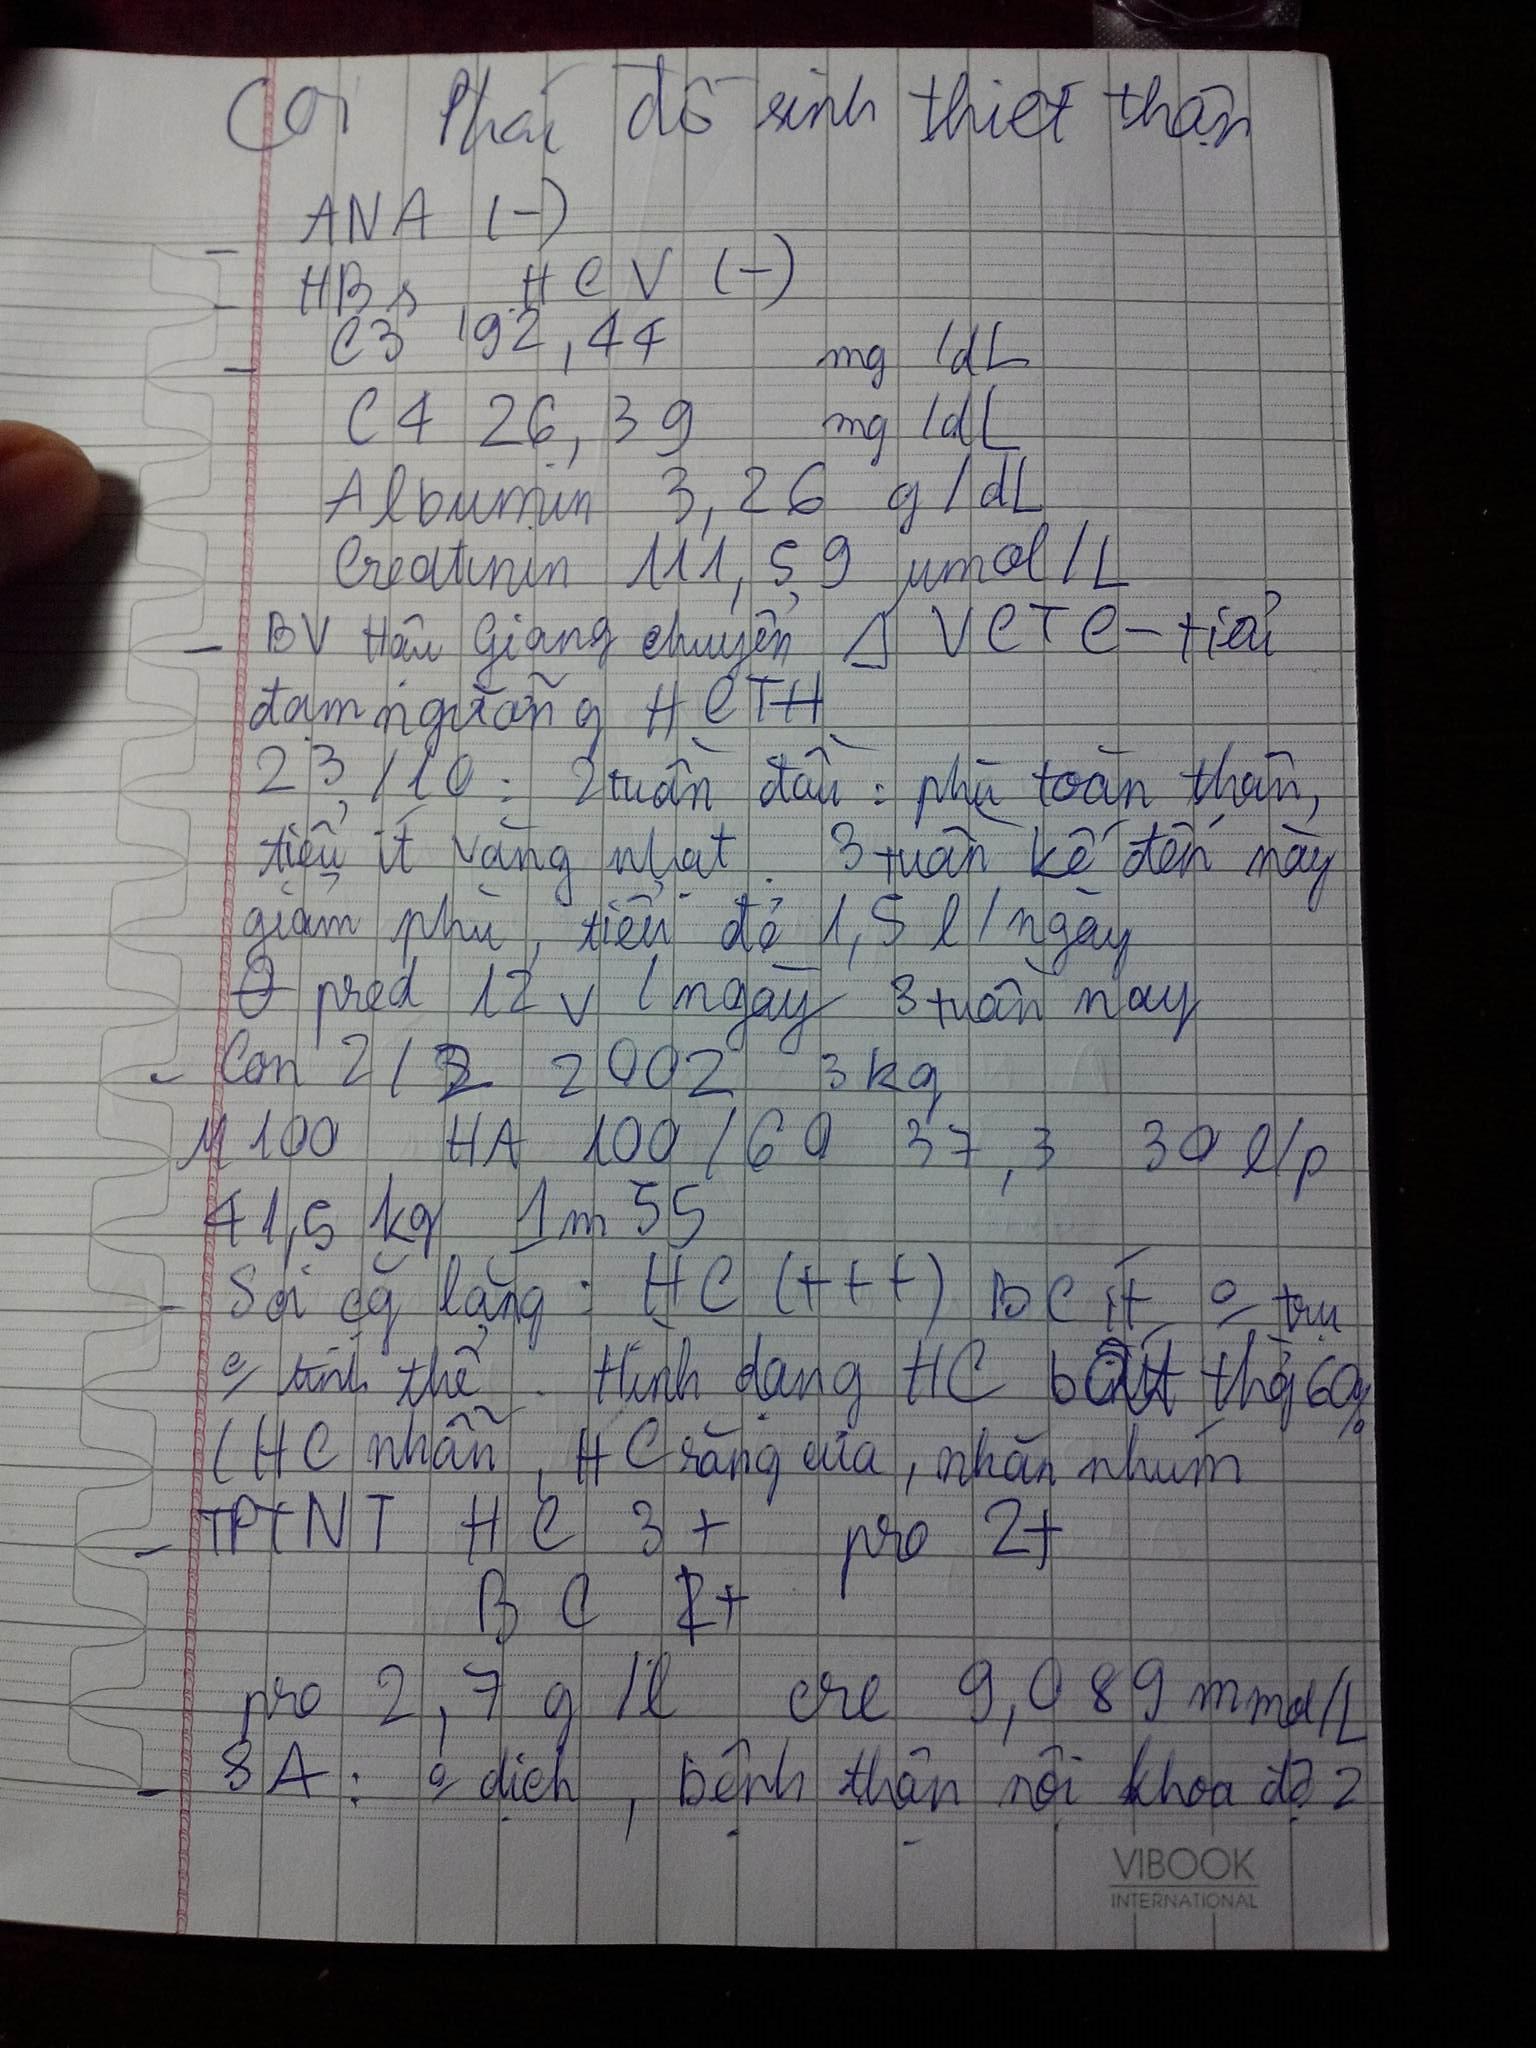 Coi Phác đồ sinh thiết thận
- ANA (-)
- HBs HCV (-)
- C3 192,44 mg/dL
C4 26,39 mg/dL
Albumin 3,26 g/dL
Creatinin 111,59 µmol/L
- BV Hậu Giang chuyển Δ VCTC - tiểu
đạm ngưỡng HCTH
23/10: 2 tuần đầu: phù toàn thân,
tiểu ít vàng nhạt. 3 tuần kế đến này
giảm phù, tiểu đỏ 1,5 l/ngày
pred 12 v/ngày 3 tuần nay
- Con 2/2 2002 3kg
M 100 HA 100/60 37,3 30 l/p
41,5 kg 1m55
- Soi cặn lắng: HC (+++) BC ít trụ
tinh thể. Hình dạng HC bất thg 60%
(HC nhẫn, HC răng cưa, nhăn nhúm
- TPTNT HC 3+ pro 2+
BC 2+
pro 2,7 g/l cre 9,089 mmol/L
- SA: dịch, bệnh thận nội khoa độ 2
VIBOOK
INTERNATIONAL